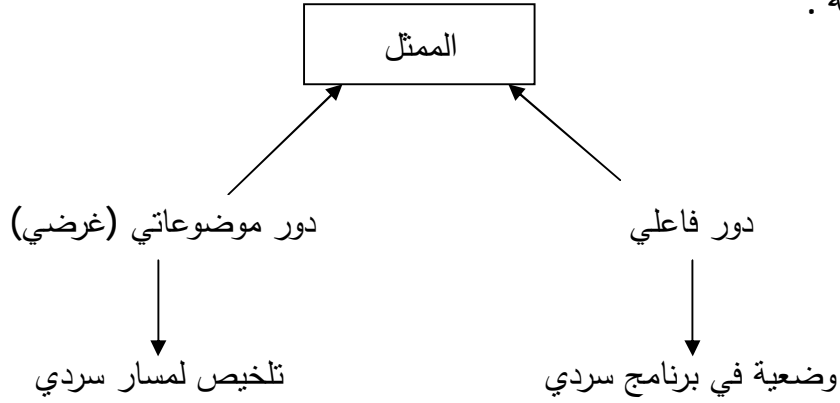 الممثل
دور فاعلي
دور موضوعاتي (غرضي)
وضعية في برنامج سردي
تلخيص لمسار سردي